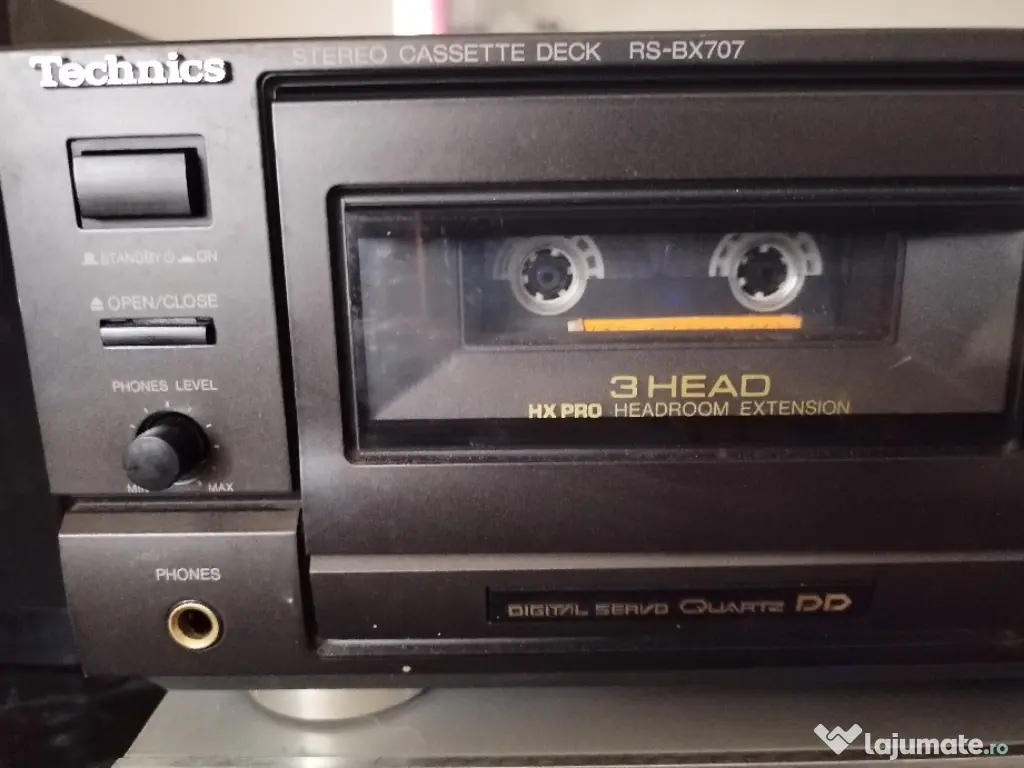 Technics
STEREO CASSETTE DECK RS-BX707
STANDBY ON
OPEN/CLOSE
PHONES LEVEL
MIN MAX
PHONES
3 HEAD
HX PRO HEADROOM EXTENSION
DIGITAL SERVO QUARTZ DD
lajumate.ro